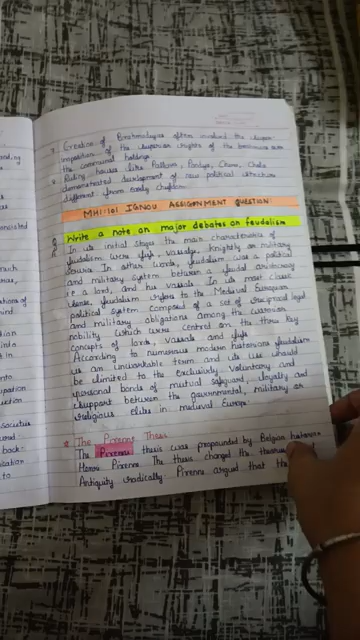 * Creation of Brahmadeyas often involved the super-
imposition of the superior rights of the brahmanas over
the communal holdings
* Ruling houses like Pallava, Pandya, Chera, Chola
demonstrated development of new political structure
different from early chiefdom.
MHI-101 IGNOU ASSIGNMENT QUESTION
Write a note on major debates on feudalism
In its initial stages the main characteristics of
feudalism were fiefs, vassalage, knightly or military
In other words, feudalism was a political
and military system between a feudal aristocracy
i.e a lord, and his vassals. In its most classic
sense, feudalism refers to the Medieval European
political system composed of a set of reciprocal legal
and military obligations among the warrior
nobility which were centred on the three key
concepts of lords, vassals and fiefs
According to numerous modern historians feudalism
is an unworkable term and its use should
be limited to the exclusively voluntary and
personal bonds of mutual safeguard, loyalty and
support between the governmental, military or
religious elites in medieval Europe.
* The Pirenne Thesis
The Pirenne thesis was propounded by Belgian historian
Henri Pirenne. The thesis changed the
Antiquity radically. Pirenne argued that the